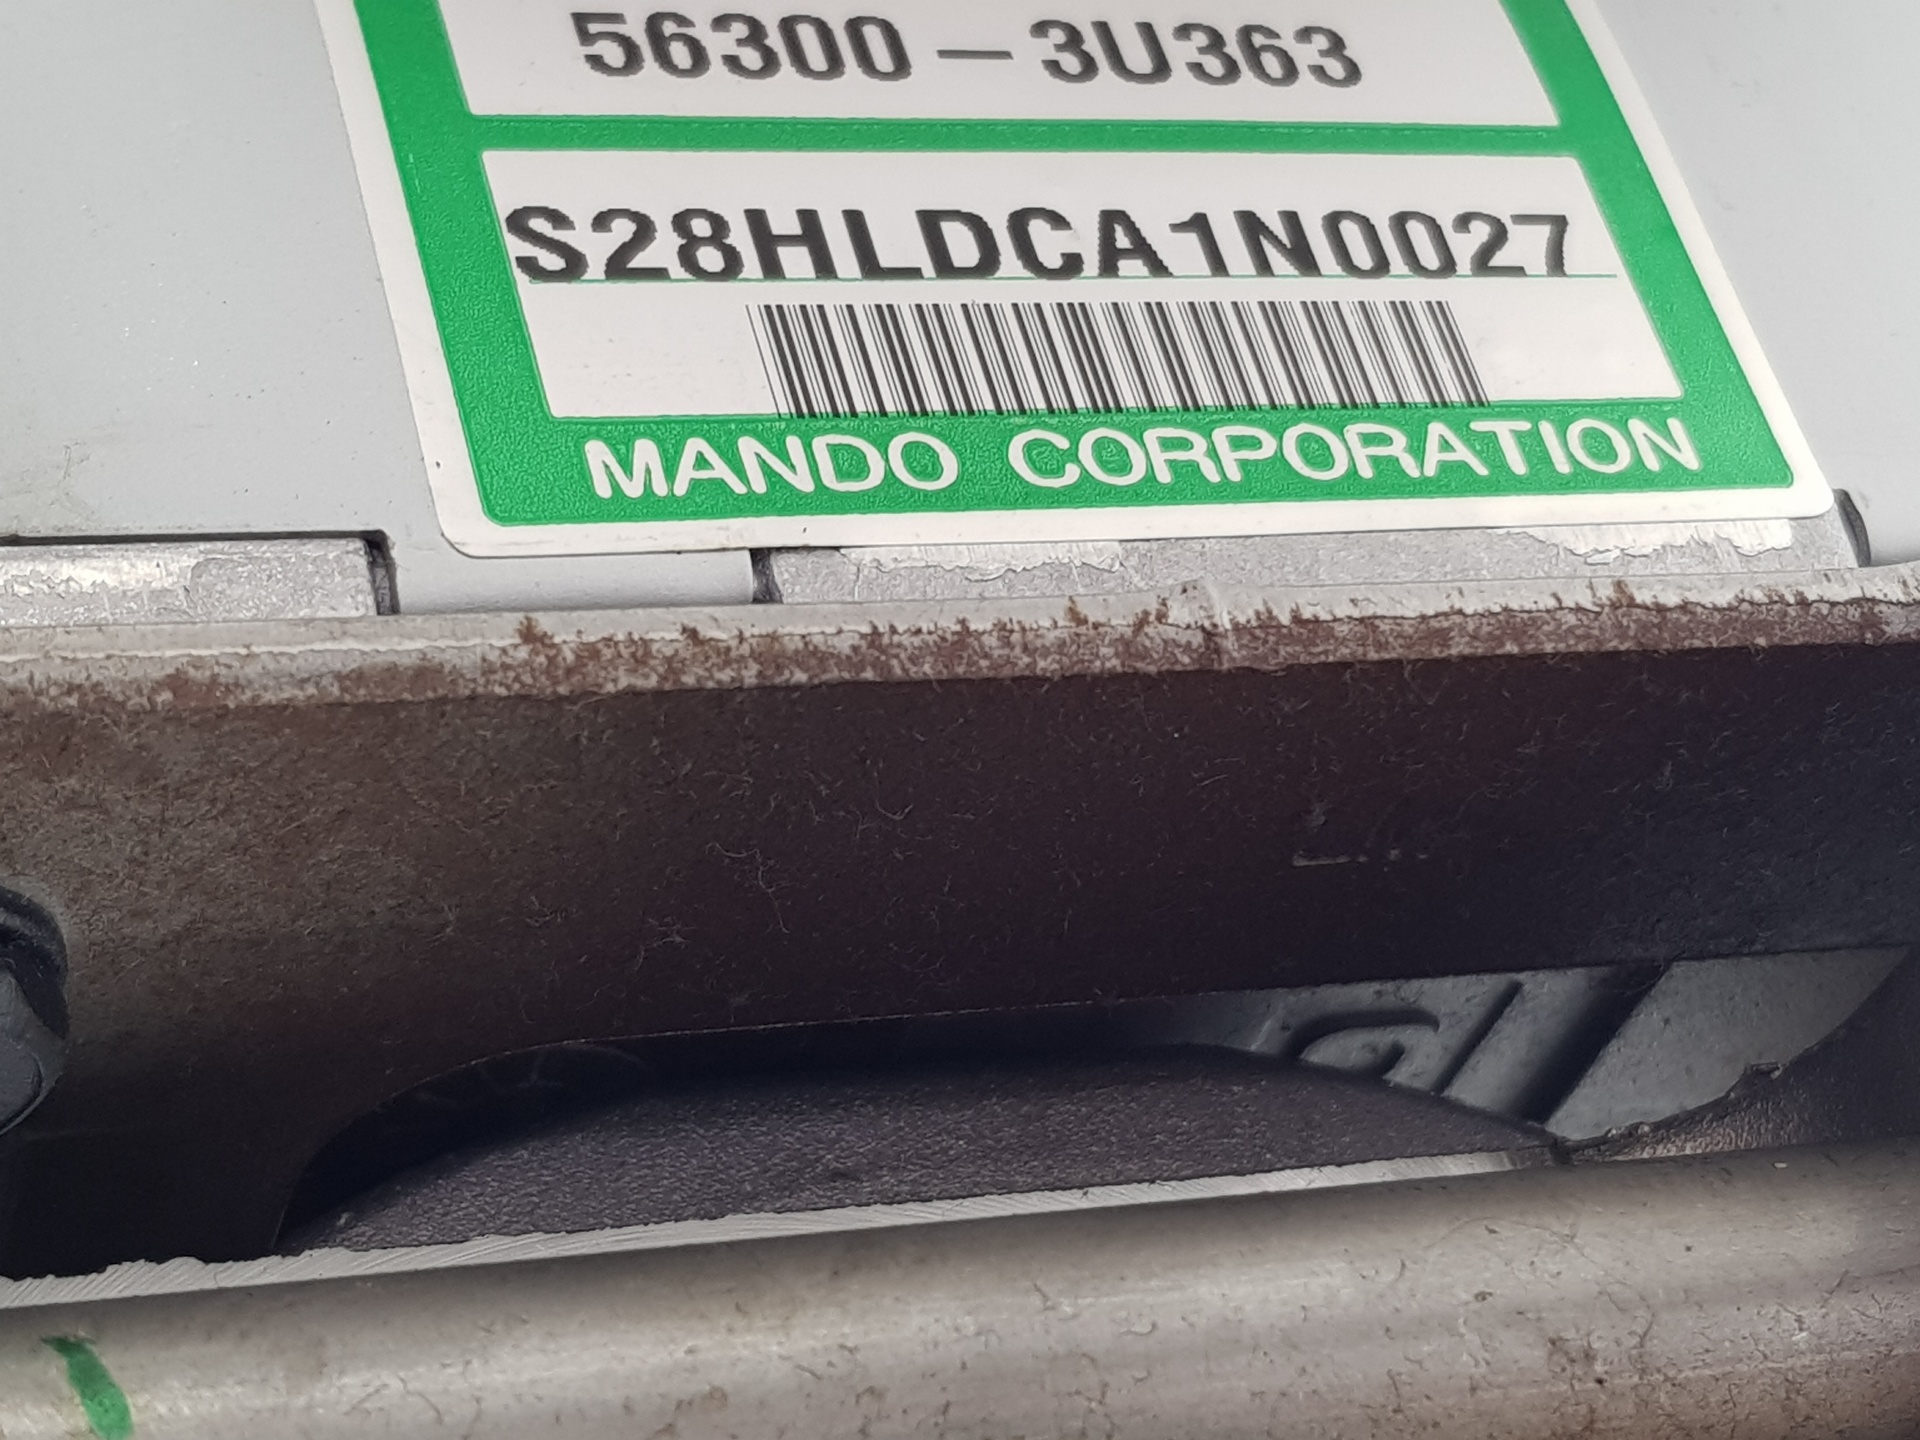 56300-3U363
S28HLDCA1N0027
MANDO CORPORATION